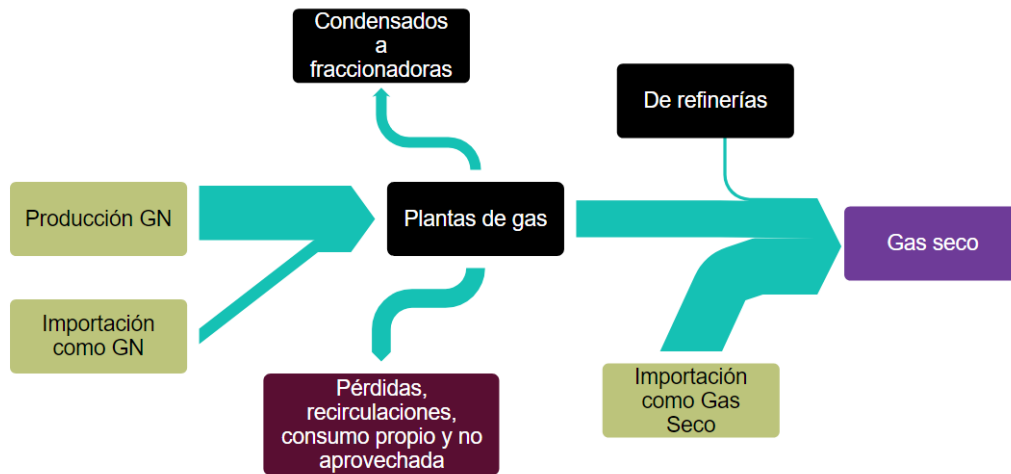 Condensados
a
fraccionadoras
De refinerías
Producción GN
Plantas de gas
Gas seco
Importación
como GN
Pérdidas,
recirculaciones,
consumo propio y no
aprovechada
Importación
como Gas
Seco